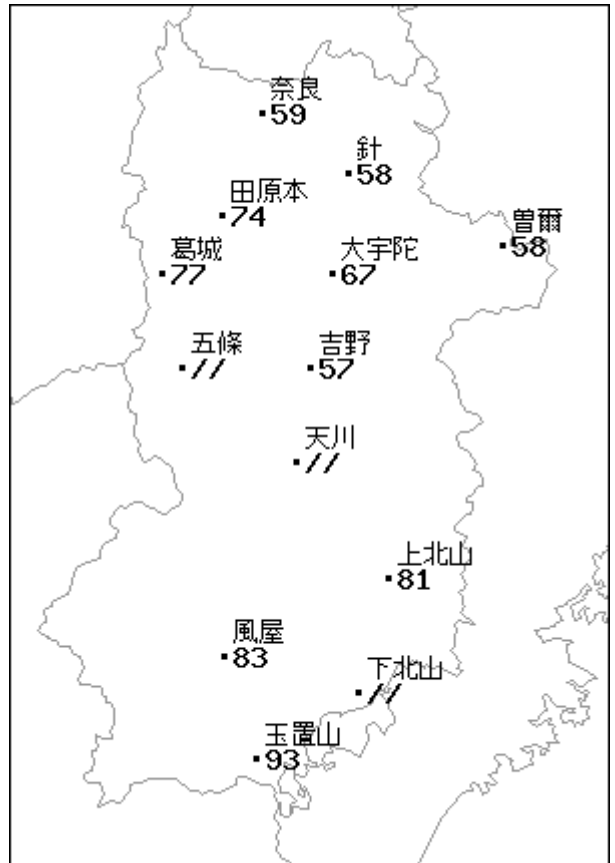 奈良
59
針
58
田原本
74
曽爾
58
葛城
77
大宇陀
67
五條
//
吉野
57
天川
//
上北山
81
風屋
83
下北山
//
玉置山
93